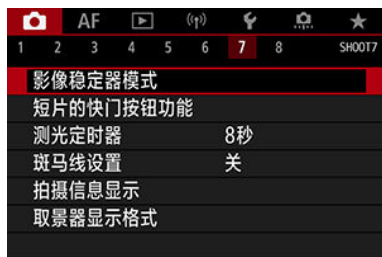 AF
1 2 3 4 5 6 7 8 SHOOT7
影像稳定器模式
短片的快门按钮功能
测光定时器 8秒
斑马线设置 关
拍摄信息显示
取景器显示格式